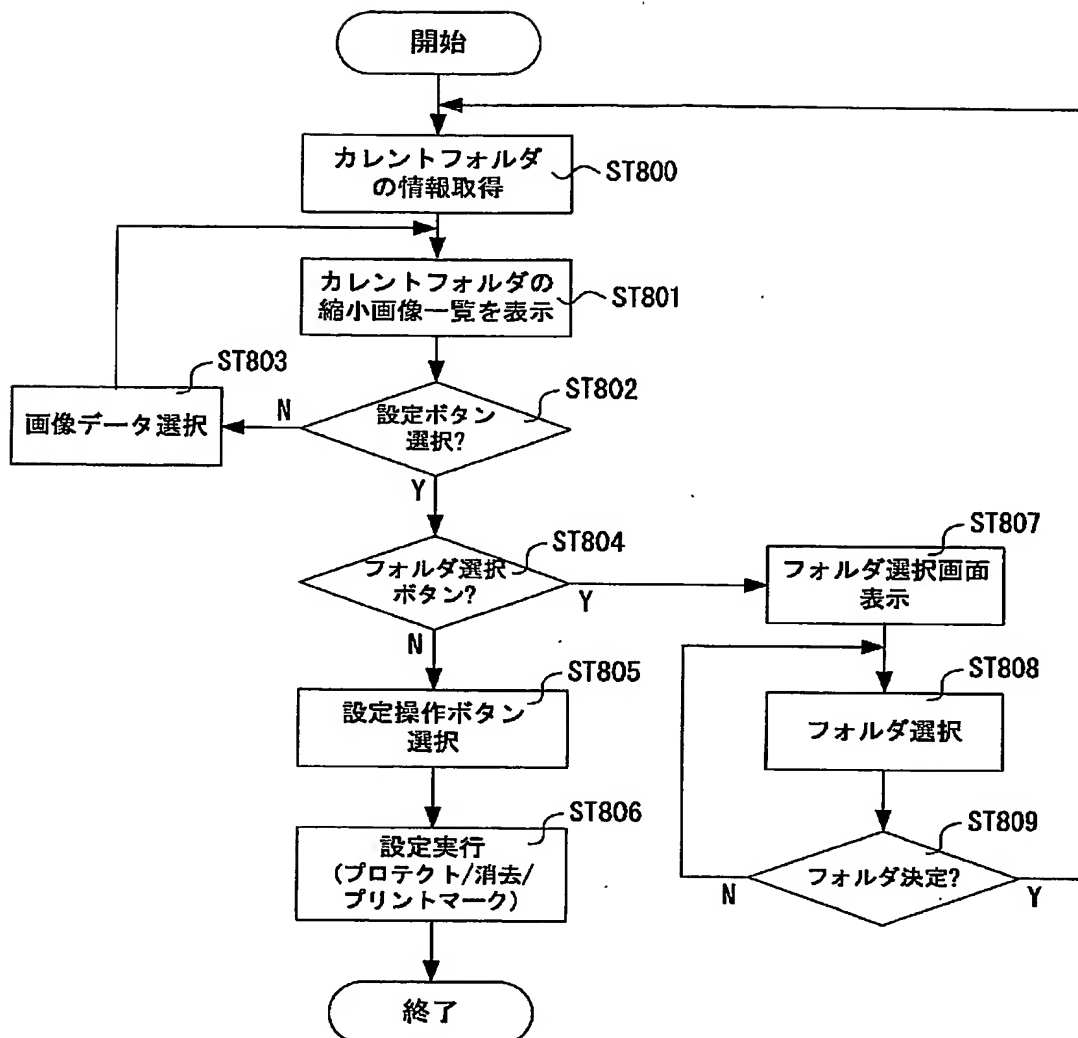 開始
カレントフォルダ
の情報取得
ST800
カレントフォルダの
縮小画像一覧を表示
ST801
ST803
画像データ選択
N
設定ボタン
選択?
ST802
Y
フォルダ選択
ボタン?
ST804
Y
N
ST807
フォルダ選択画面
表示
ST805
設定操作ボタン
選択
ST808
フォルダ選択
ST806
設定実行
(プロテクト/消去/
プリントマーク)
ST809
フォルダ決定?
N
Y
終了